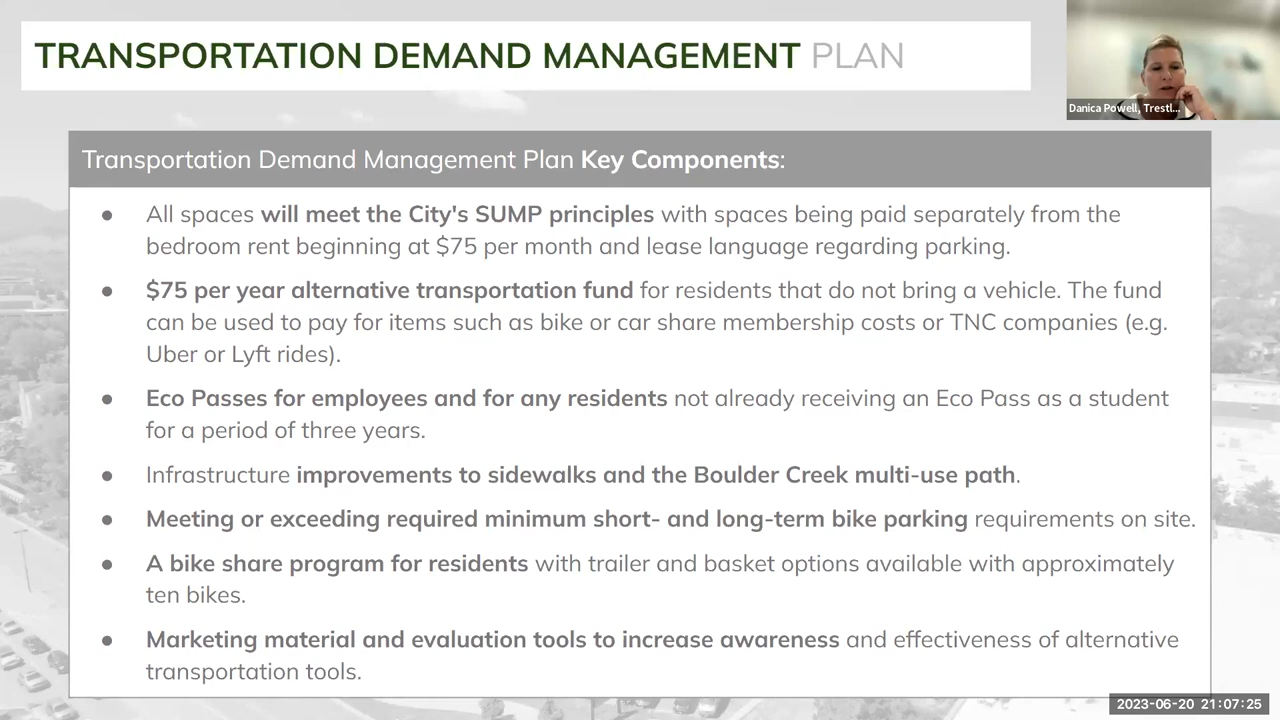 TRANSPORTATION DEMAND MANAGEMENT PLAN
Danica Powell, Trestl...
Transportation Demand Management Plan Key Components:
● All spaces will meet the City's SUMP principles with spaces being paid separately from the
bedroom rent beginning at $75 per month and lease language regarding parking.
● $75 per year alternative transportation fund for residents that do not bring a vehicle. The fund
can be used to pay for items such as bike or car share membership costs or TNC companies (e.g.
Uber or Lyft rides).
● Eco Passes for employees and for any residents not already receiving an Eco Pass as a student
for a period of three years.
● Infrastructure improvements to sidewalks and the Boulder Creek multi-use path.
● Meeting or exceeding required minimum short- and long-term bike parking requirements on site.
● A bike share program for residents with trailer and basket options available with approximately
ten bikes.
● Marketing material and evaluation tools to increase awareness and effectiveness of alternative
transportation tools.
2023-06-20 21:07:25